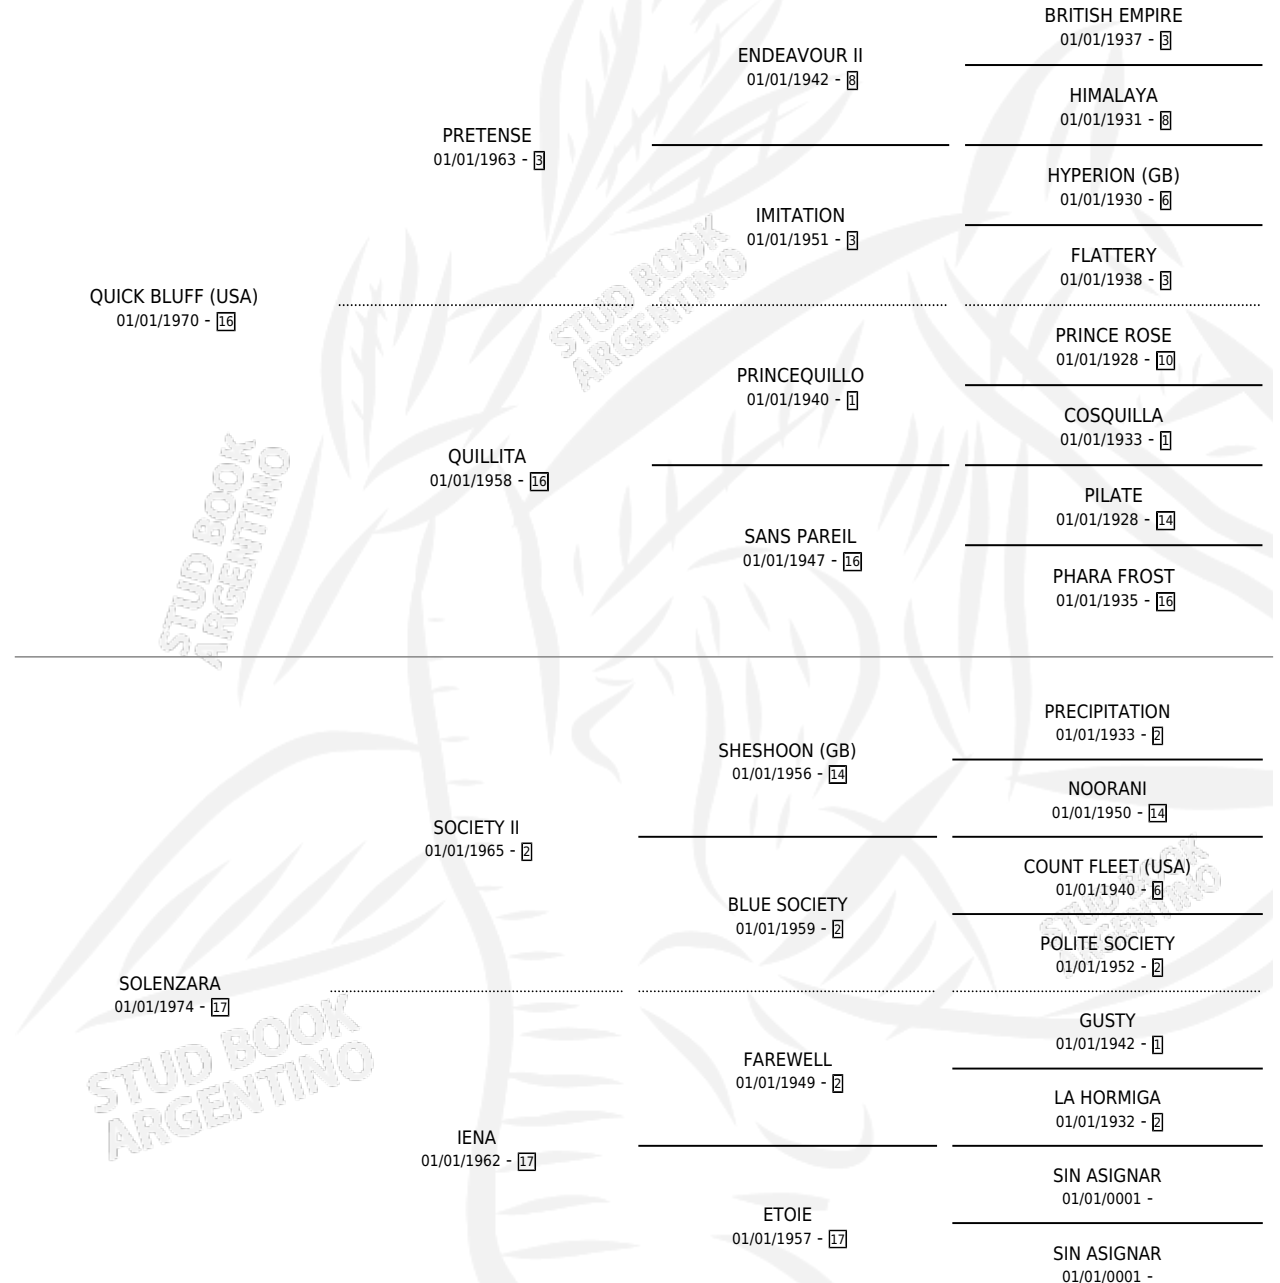 BRITISH EMPIRE
01/01/1937 - 3
ENDEAVOUR II
01/01/1942 - 8
HIMALAYA
01/01/1931 - 8
PRETENSE
01/01/1963 - 3
HYPERION (GB)
01/01/1930 - 6
IMITATION
01/01/1951 - 3
FLATTERY
01/01/1938 - 3
QUICK BLUFF (USA)
01/01/1970 - 16
PRINCE ROSE
01/01/1928 - 10
PRINCEQUILLO
01/01/1940 - 1
COSQUILLA
01/01/1933 - 1
QUILLITA
01/01/1958 - 16
PILATE
01/01/1928 - 14
SANS PAREIL
01/01/1947 - 16
PHARA FROST
01/01/1935 - 16
STUD BOOK
ARGENTINO
STUD BOOK
ARGENTINO
PRECIPITATION
01/01/1933 - 2
SHESHOON (GB)
01/01/1956 - 14
NOORANI
01/01/1950 - 14
SOCIETY II
01/01/1965 - 2
COUNT FLEET (USA)
01/01/1940 - 6
BLUE SOCIETY
01/01/1959 - 2
POLITE SOCIETY
01/01/1952 - 2
STUD BOOK
ARGENTINO
SOLENZARA
01/01/1974 - 17
GUSTY
01/01/1942 - 1
FAREWELL
01/01/1949 - 2
LA HORMIGA
01/01/1932 - 2
STUD BOOK
ARGENTINO
IENA
01/01/1962 - 17
SIN ASIGNAR
01/01/0001 -
ETOIE
01/01/1957 - 17
SIN ASIGNAR
01/01/0001 -